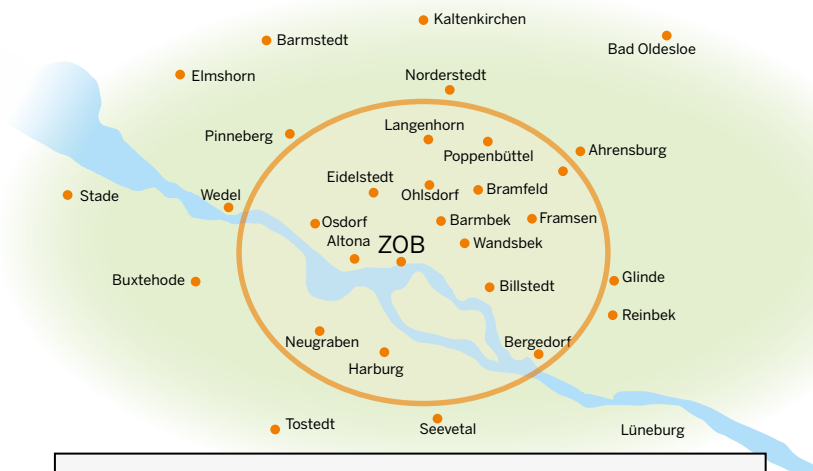 Kaltenkirchen
Barmstedt
Bad Oldesloe
Elmshorn
Norderstedt
Langenhorn
Pinneberg
Poppenbüttel
Ahrensburg
Eidelstedt
Ohlsdorf
Bramfeld
Stade
Wedel
Osdorf
Barmbek
Framsen
Altona
ZOB
Wandsbek
Buxtehode
Billstedt
Glinde
Reinbek
Neugraben
Bergedorf
Harburg
Tostedt
Seevetal
Lüneburg